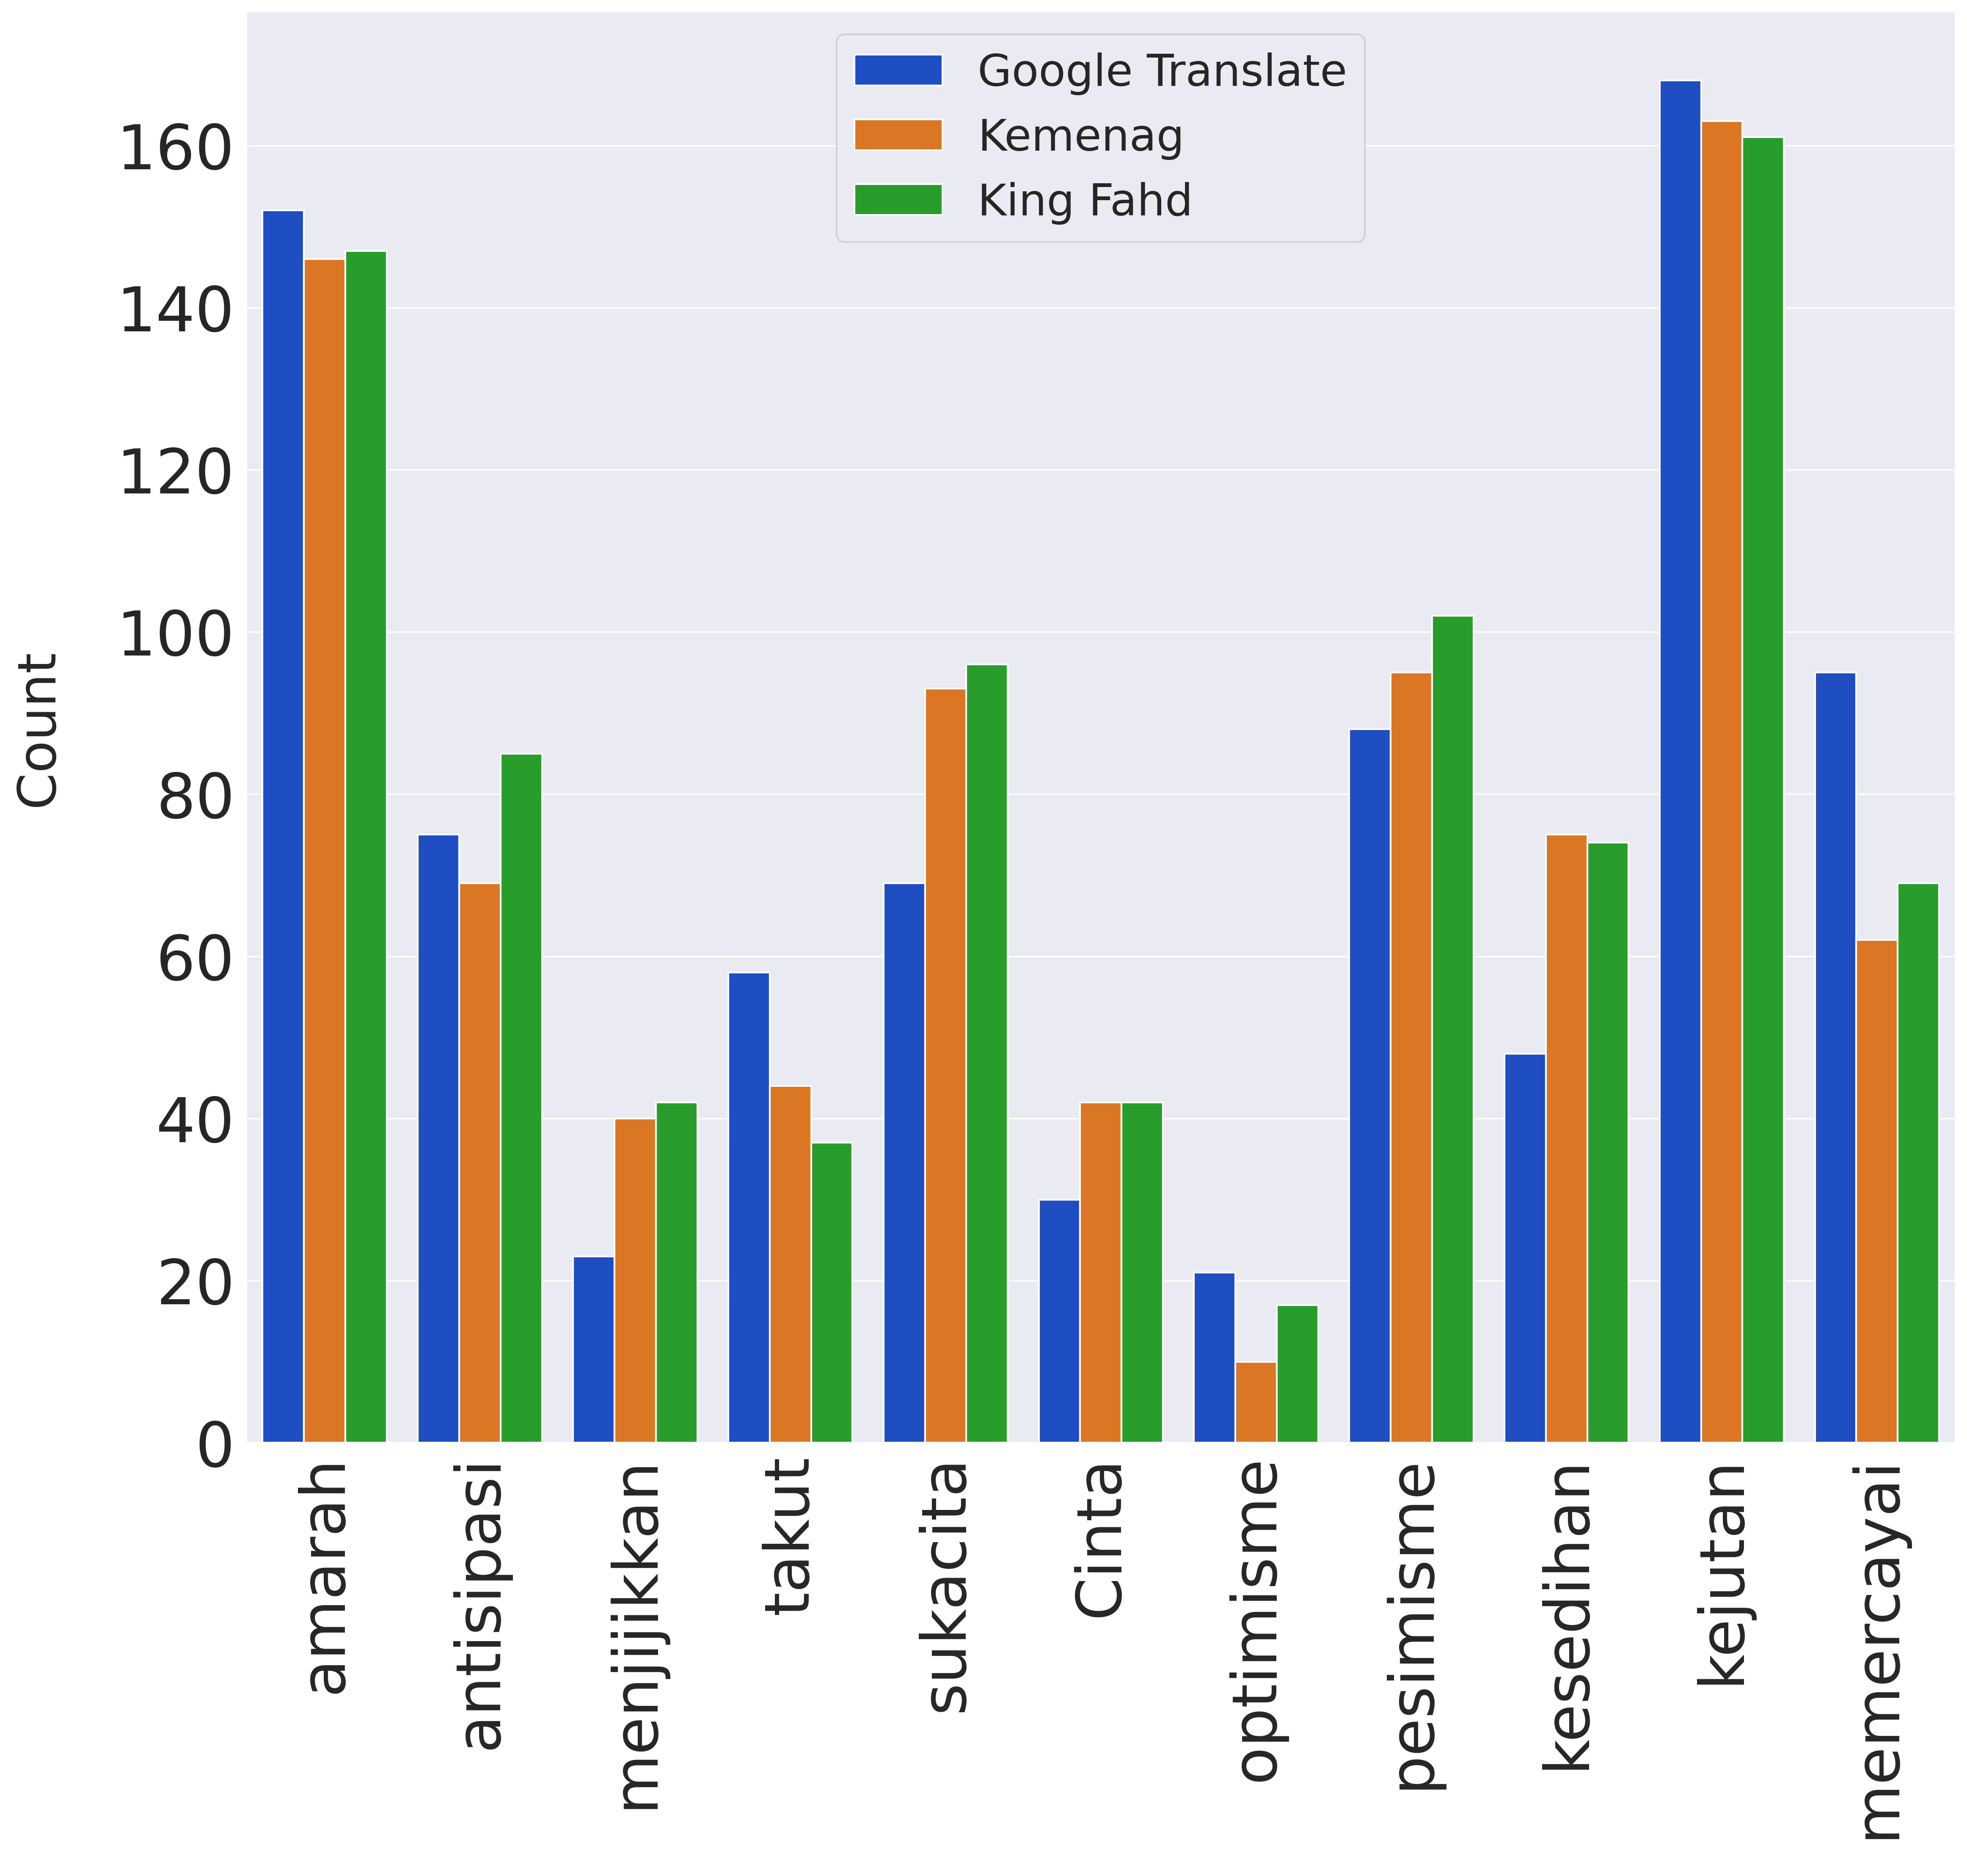 Google Translate
Kemenag
King Fahd
160
140
120
100
80
60
40
20
0
Count
amarah
antisipasi
menjijikkan
takut
sukacita
Cinta
optimisme
pesimisme
kesedihan
kejutan
memercayai